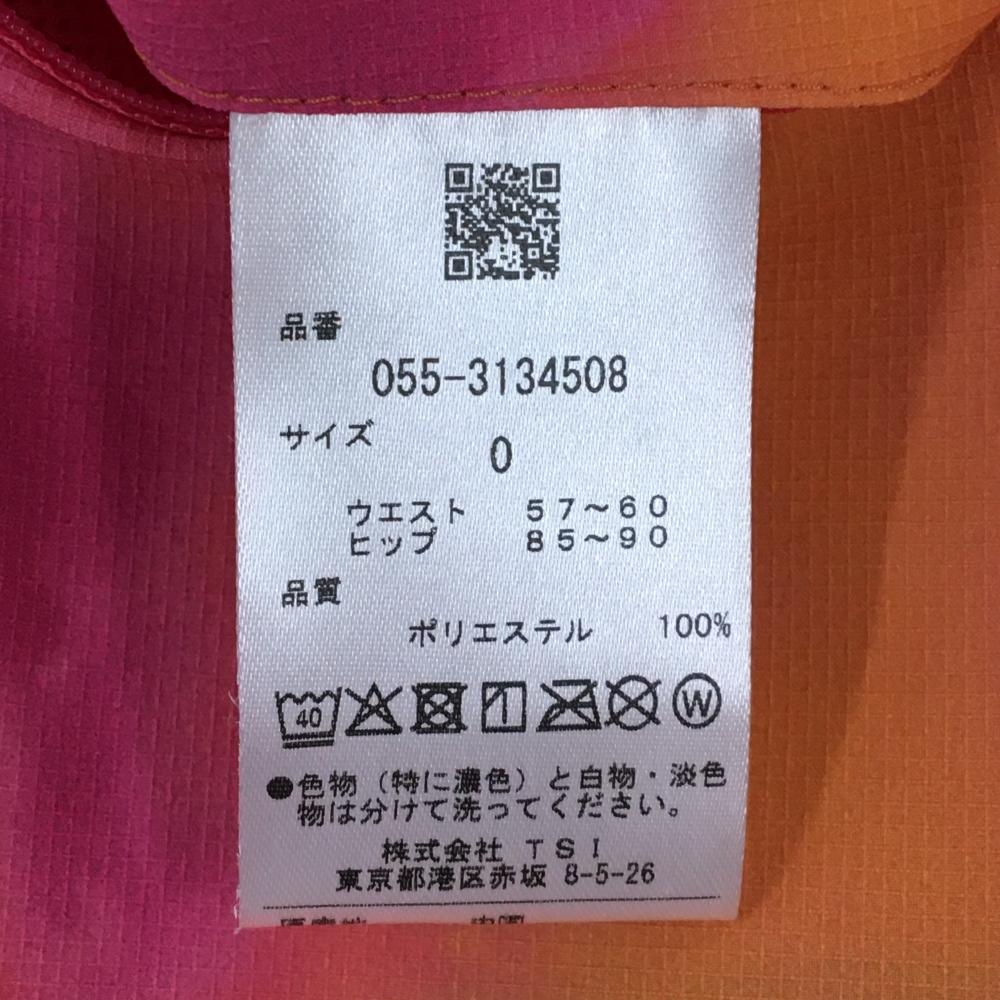 品番
055-3134508
サイズ 0
ウエスト 57~60
ヒップ 85~90
品質
ポリエステル 100%
40 W
●色物(特に濃色)と白物・淡色
物は分けて洗ってください。
株式会社 TSI
東京都港区赤坂 8-5-26